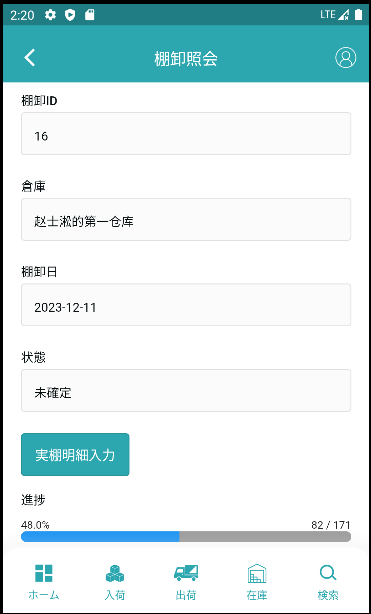 2:20
LTE
棚卸照会
棚卸ID
16
倉庫
赵士淞的第一仓库
棚卸日
2023-12-11
状態
未確定
実棚明細入力
進捗
48.0% 82 / 171
ホーム 入荷 出荷 在庫 検索